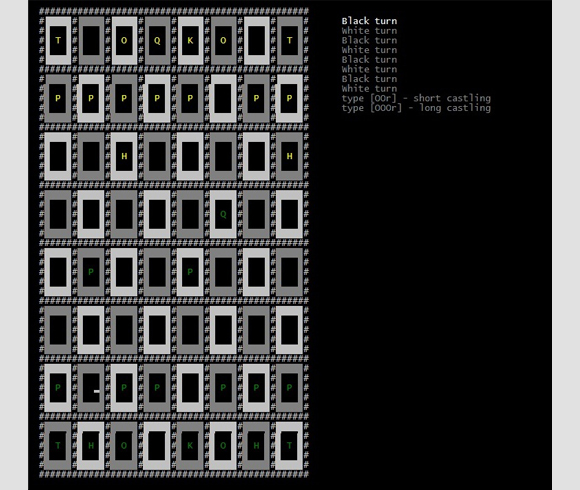 Black turn
White turn
Black turn
White turn
Black turn
White turn
Black turn
White turn
type [OOr] - short castling
type [OOOr] - long castling
T O Q K O T
P P P P P P P
H H
Q
P P
P P P P P P
T H O K O H T